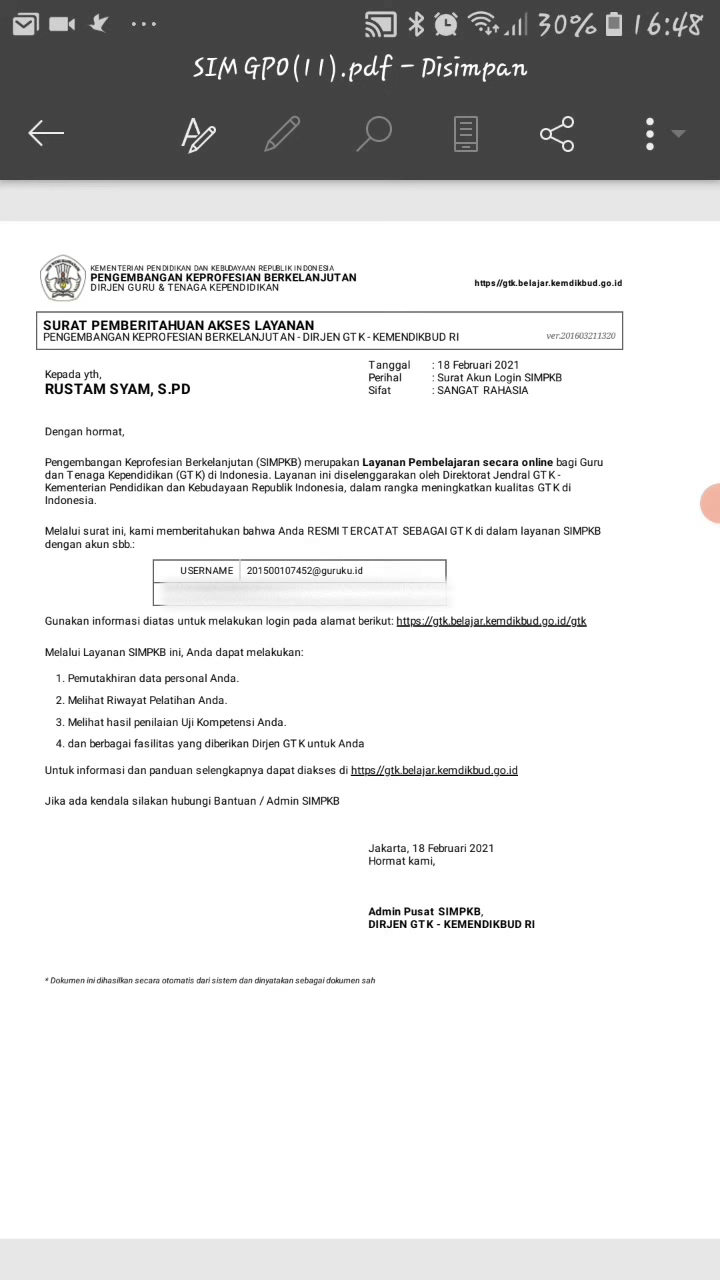 30% 16:48
SIM GPO(11).pdf – Disimpan
KEMENTERIAN PENDIDIKAN DAN KEBUDAYAAN REPUBLIK INDONESIA
PENGEMBANGAN KEPROFESIAN BERKELANJUTAN
DIRJEN GURU & TENAGA KEPENDIDIKAN
https//gtk.belajar.kemdikbud.go.id
SURAT PEMBERITAHUAN AKSES LAYANAN
PENGEMBANGAN KEPROFESIAN BERKELANJUTAN - DIRJEN GTK - KEMENDIKBUD RI
ver.201603211320
Kepada yth,
RUSTAM SYAM, S.PD
Tanggal : 18 Februari 2021
Perihal : Surat Akun Login SIMPKB
Sifat : SANGAT RAHASIA
Dengan hormat,
Pengembangan Keprofesian Berkelanjutan (SIMPKB) merupakan Layanan Pembelajaran secara online bagi Guru
dan Tenaga Kependidikan (GTK) di Indonesia. Layanan ini diselenggarakan oleh Direktorat Jendral GTK -
Kementerian Pendidikan dan Kebudayaan Republik Indonesia, dalam rangka meningkatkan kualitas GTK di
Indonesia.
Melalui surat ini, kami memberitahukan bahwa Anda RESMI TERCATAT SEBAGAI GTK di dalam layanan SIMPKB
dengan akun sbb.:
USERNAME 201500107452@guruku.id
Gunakan informasi diatas untuk melakukan login pada alamat berikut: https://gtk.belajar.kemdikbud.go.id/gtk
Melalui Layanan SIMPKB ini, Anda dapat melakukan:
1. Pemutakhiran data personal Anda.
2. Melihat Riwayat Pelatihan Anda.
3. Melihat hasil penilaian Uji Kompetensi Anda.
4. dan berbagai fasilitas yang diberikan Dirjen GTK untuk Anda
Untuk informasi dan panduan selengkapnya dapat diakses di https//gtk.belajar.kemdikbud.go.id
Jika ada kendala silakan hubungi Bantuan / Admin SIMPKB
Jakarta, 18 Februari 2021
Hormat kami,
Admin Pusat SIMPKB,
DIRJEN GTK - KEMENDIKBUD RI
* Dokumen ini dihasilkan secara otomatis dari sistem dan dinyatakan sebagai dokumen sah